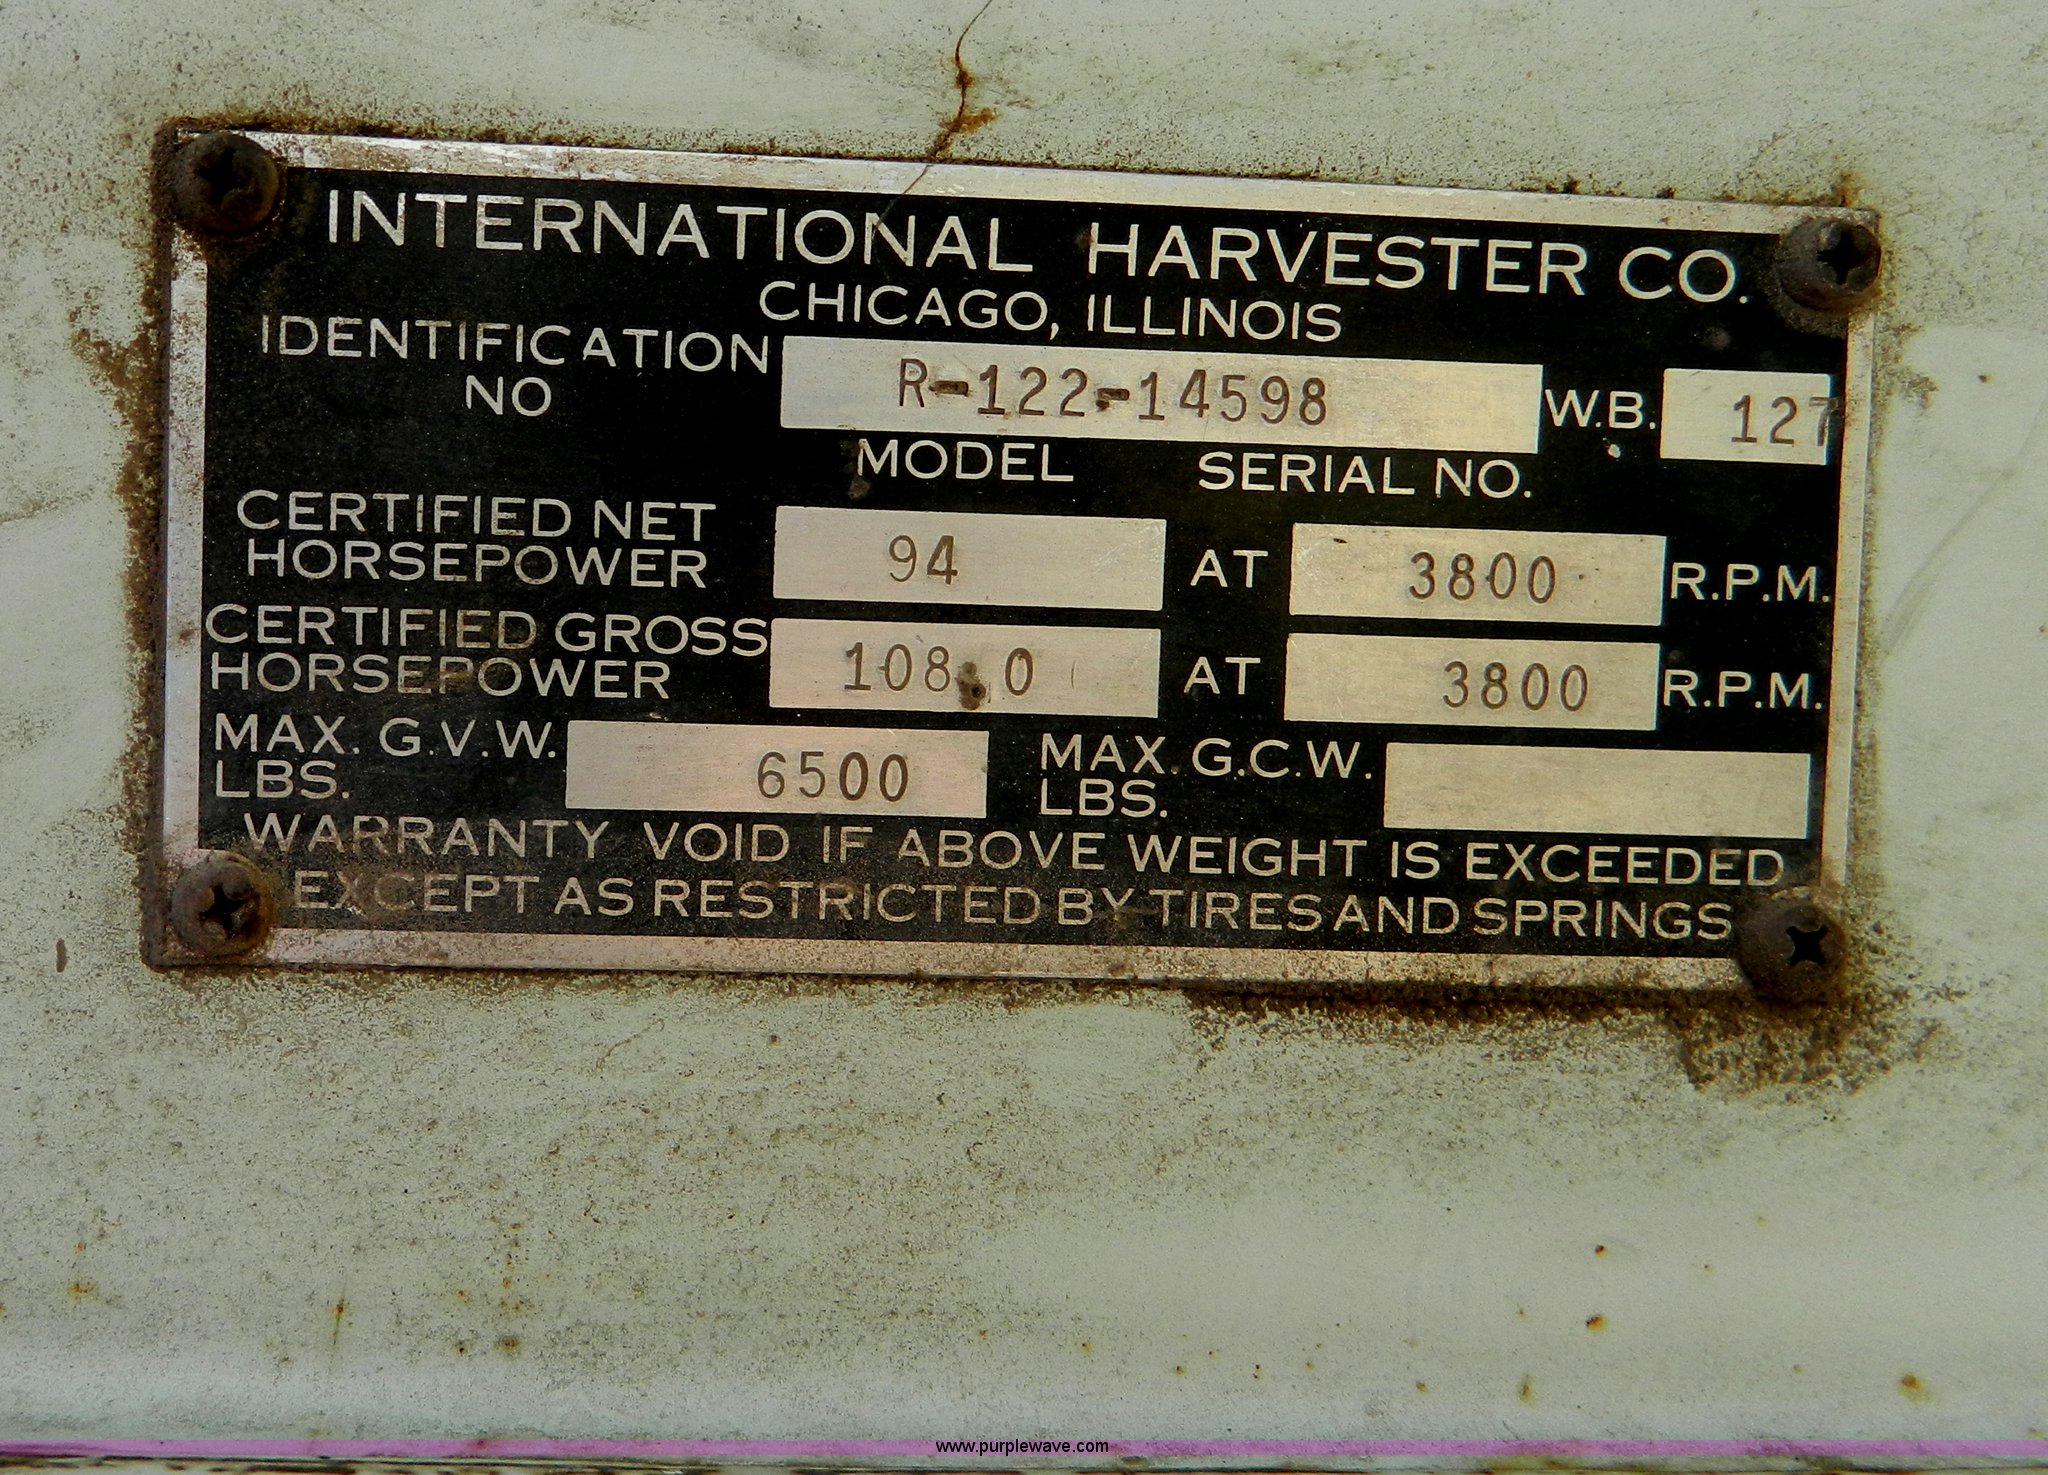 INTERNATIONAL HARVESTER CO.
CHICAGO, ILLINOIS
IDENTIFICATION NO R-122-14598 W.B. 127
MODEL SERIAL NO.
CERTIFIED NET HORSEPOWER 94 AT 3800 R.P.M.
CERTIFIED GROSS HORSEPOWER 108.0 AT 3800 R.P.M.
MAX. G.V.W. LBS. 6500 MAX. G.C.W. LBS.
WARRANTY VOID IF ABOVE WEIGHT IS EXCEEDED
EXCEPT AS RESTRICTED BY TIRES AND SPRINGS
www.purplewave.com